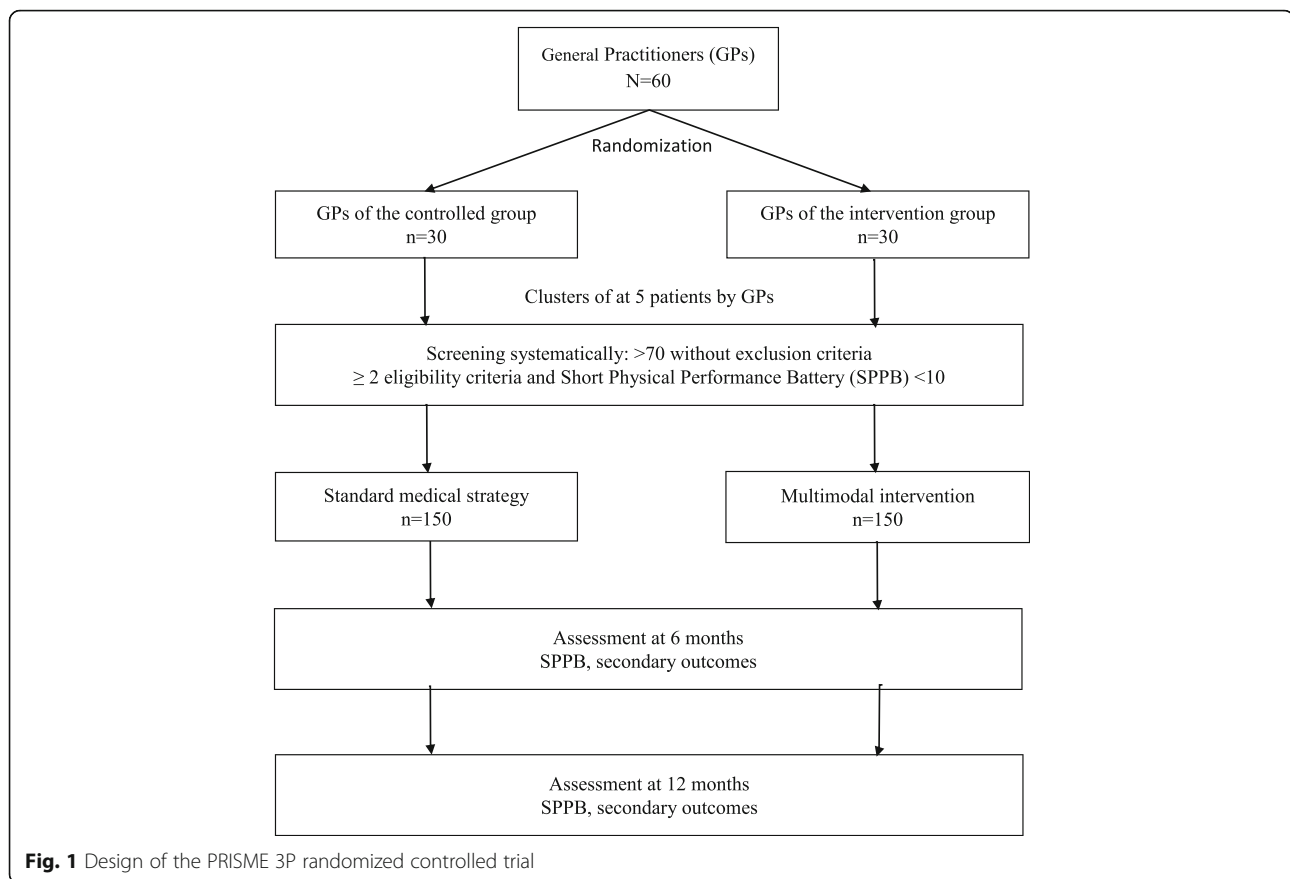 General Practitioners (GPs)
N=60
Randomization
GPs of the controlled group
n=30
GPs of the intervention group
n=30
Clusters of at 5 patients by GPs
Screening systematically: >70 without exclusion criteria
≥ 2 eligibility criteria and Short Physical Performance Battery (SPPB) <10
Standard medical strategy
n=150
Multimodal intervention
n=150
Assessment at 6 months
SPPB, secondary outcomes
Assessment at 12 months
SPPB, secondary outcomes
Fig. 1 Design of the PRISME 3P randomized controlled trial